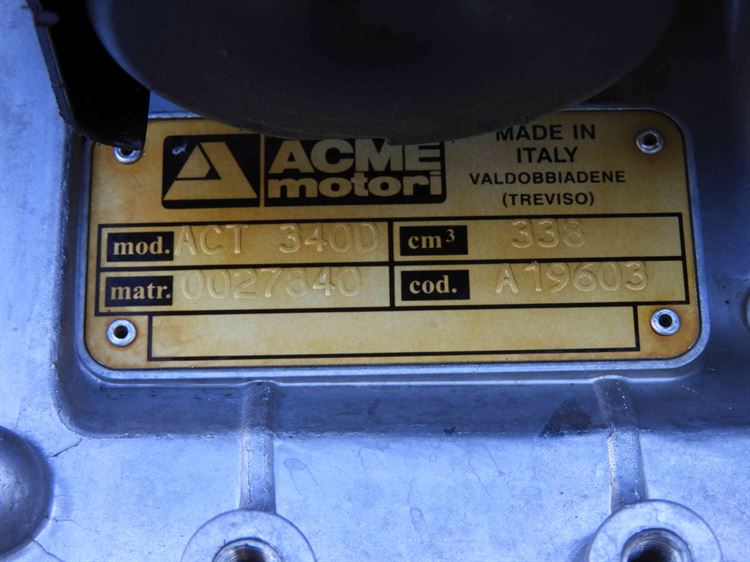 ACME
motori
MADE IN
ITALY
VALDOBBIADENE
(TREVISO)
mod. ACT 340D cm³ 338
matr. 0027840 cod. A19603